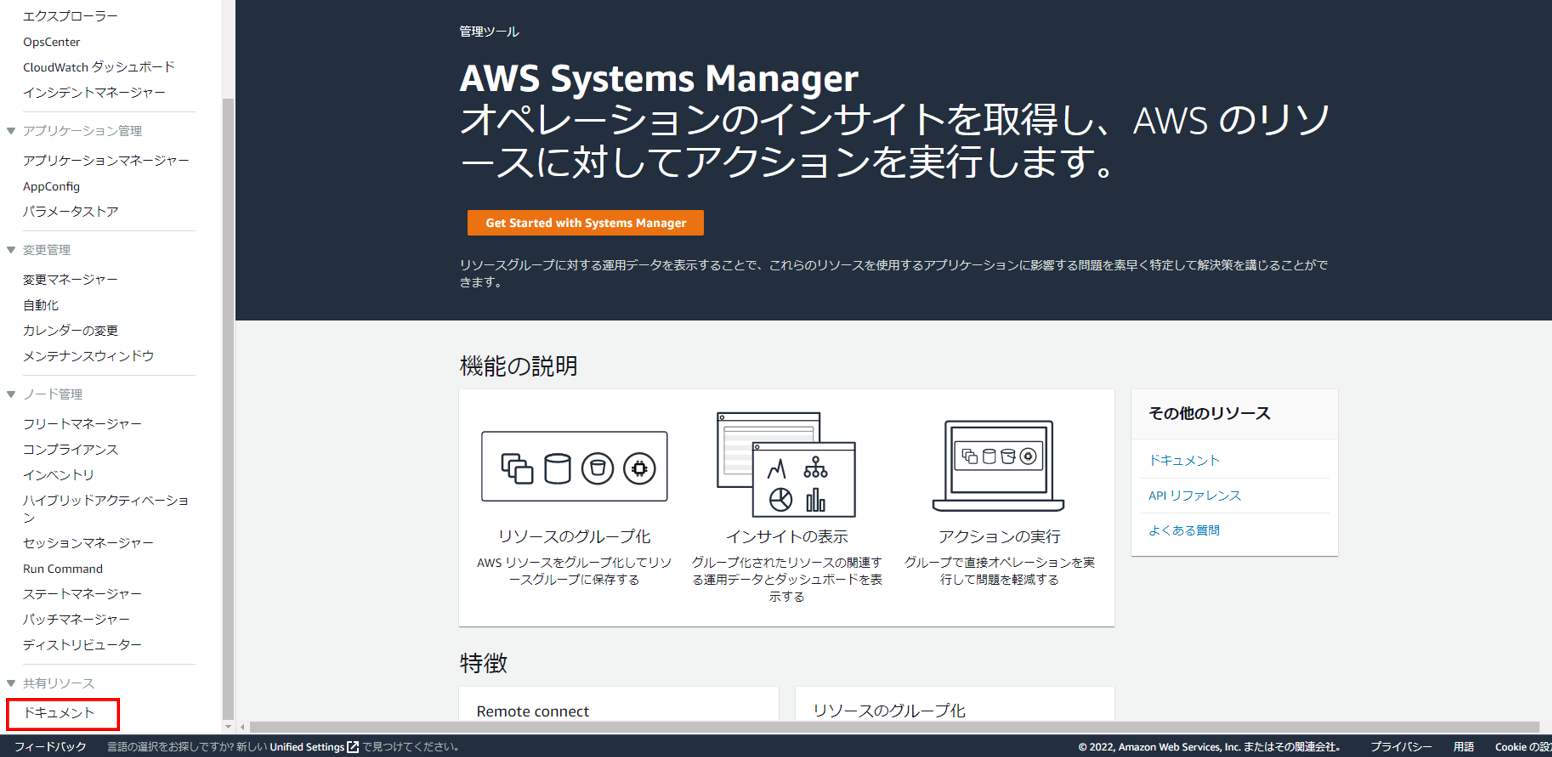 エクスプローラー
OpsCenter
CloudWatch ダッシュボード
インシデントマネージャー
アプリケーション管理
アプリケーションマネージャー
AppConfig
パラメータストア
変更管理
変更マネージャー
自動化
カレンダーの変更
メンテナンスウィンドウ
ノード管理
フリートマネージャー
コンプライアンス
インベントリ
ハイブリッドアクティベーショ
ン
セッションマネージャー
Run Command
ステートマネージャー
パッチマネージャー
ディストリビューター
共有リソース
ドキュメント
管理ツール
AWS Systems Manager
オペレーションのインサイトを取得し、AWS のリソ
ースに対してアクションを実行します。
Get Started with Systems Manager
リソースグループに対する運用データを表示することで、これらのリソースを使用するアプリケーションに影響する問題を素早く特定して解決策を講じることがで
きます。
機能の説明
リソースのグループ化
AWS リソースをグループ化してリソ
ースグループに保存する
インサイトの表示
グループ化されたリソースの関連す
る運用データとダッシュボードを表
示する
アクションの実行
グループで直接オペレーションを実
行して問題を軽減する
その他のリソース
ドキュメント
API リファレンス
よくある質問
特徴
Remote connect
リソースのグループ化
フィードバック
言語の選択をお探しですか? 新しい Unified Settings で見つけてください。
© 2022, Amazon Web Services, Inc. またはその関連会社。
プライバシー
用語
Cookie の設